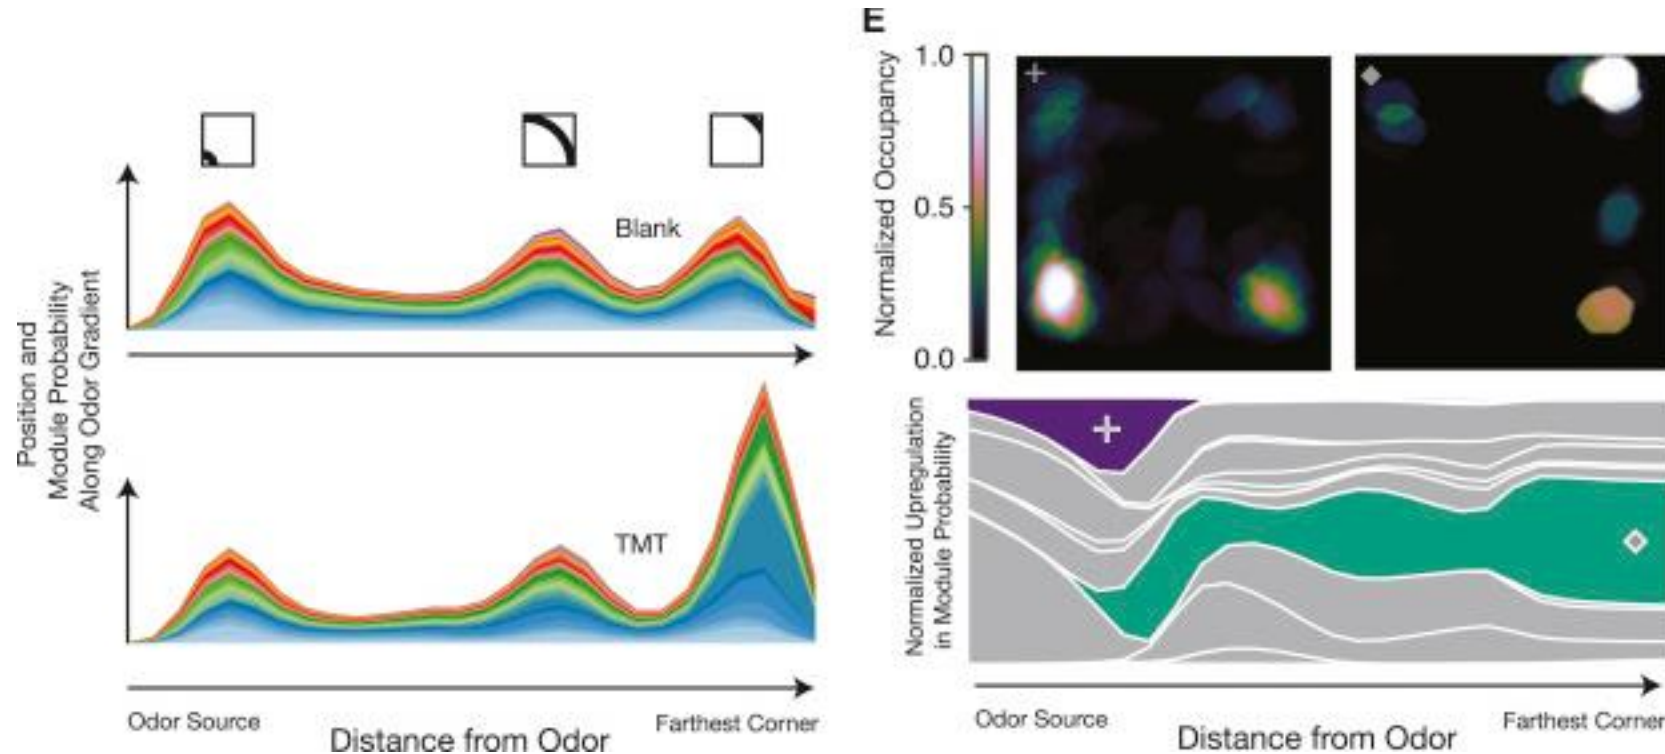 E
1.0
0.5
0.0
Normalized Occupancy
Blank
TMT
Position and
Module Probability
Along Odor Gradient
Odor Source
Farthest Corner
Distance from Odor
Normalized Upregulation
in Module Probability
Odor Source
Farthest Corner
Distance from Odor